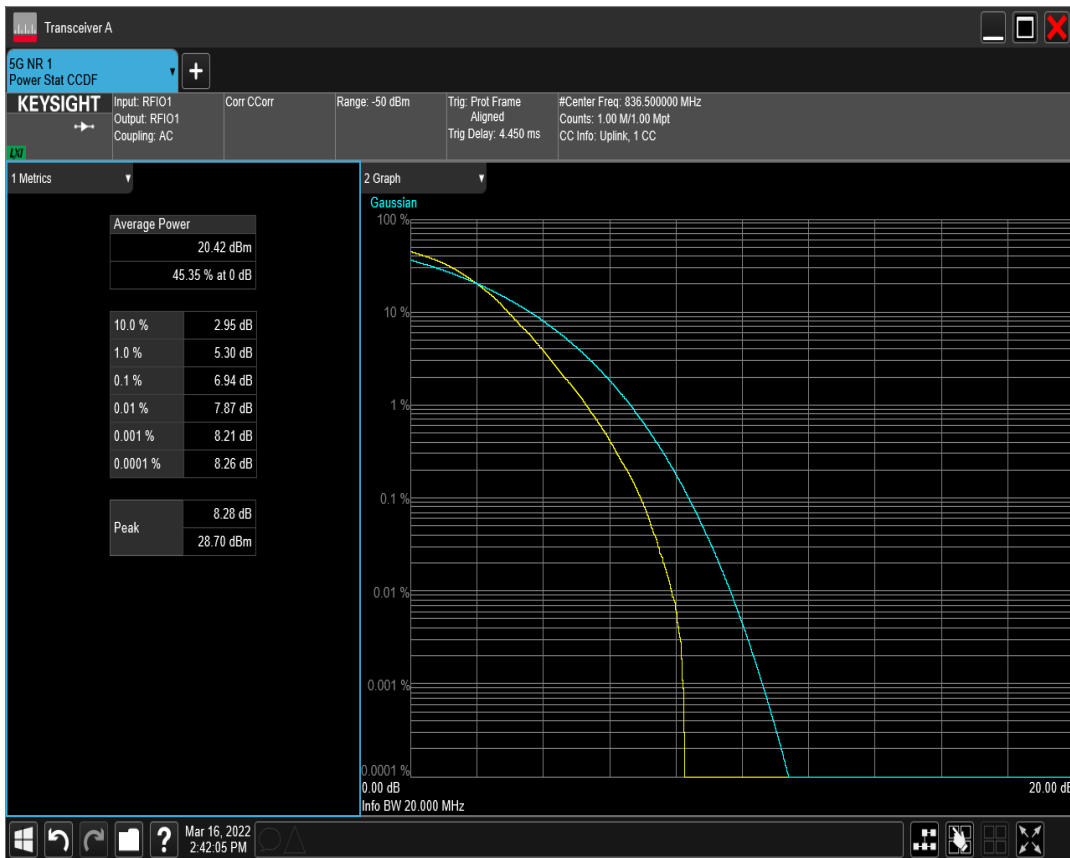 Transceiver A
5G NR 1
Power Stat CCDF
+
KEYSIGHT
LXI
Input: RFIO1
Output: RFIO1
Coupling: AC
Corr CCorr
Range: -50 dBm
Trig: Prot Frame
Aligned
Trig Delay: 4.450 ms
#Center Freq: 836.500000 MHz
Counts: 1.00 M/1.00 Mpt
CC Info: Uplink, 1 CC
1 Metrics
Average Power
20.42 dBm
45.35 % at 0 dB
10.0 % 2.95 dB
1.0 % 5.30 dB
0.1 % 6.94 dB
0.01 % 7.87 dB
0.001 % 8.21 dB
0.0001 % 8.26 dB
Peak
8.28 dB
28.70 dBm
2 Graph
Gaussian
100 %
10 %
1 %
0.1 %
0.01 %
0.001 %
0.0001 %
0.00 dB 20.00 dB
Info BW 20.000 MHz
?
Mar 16, 2022
2:42:05 PM